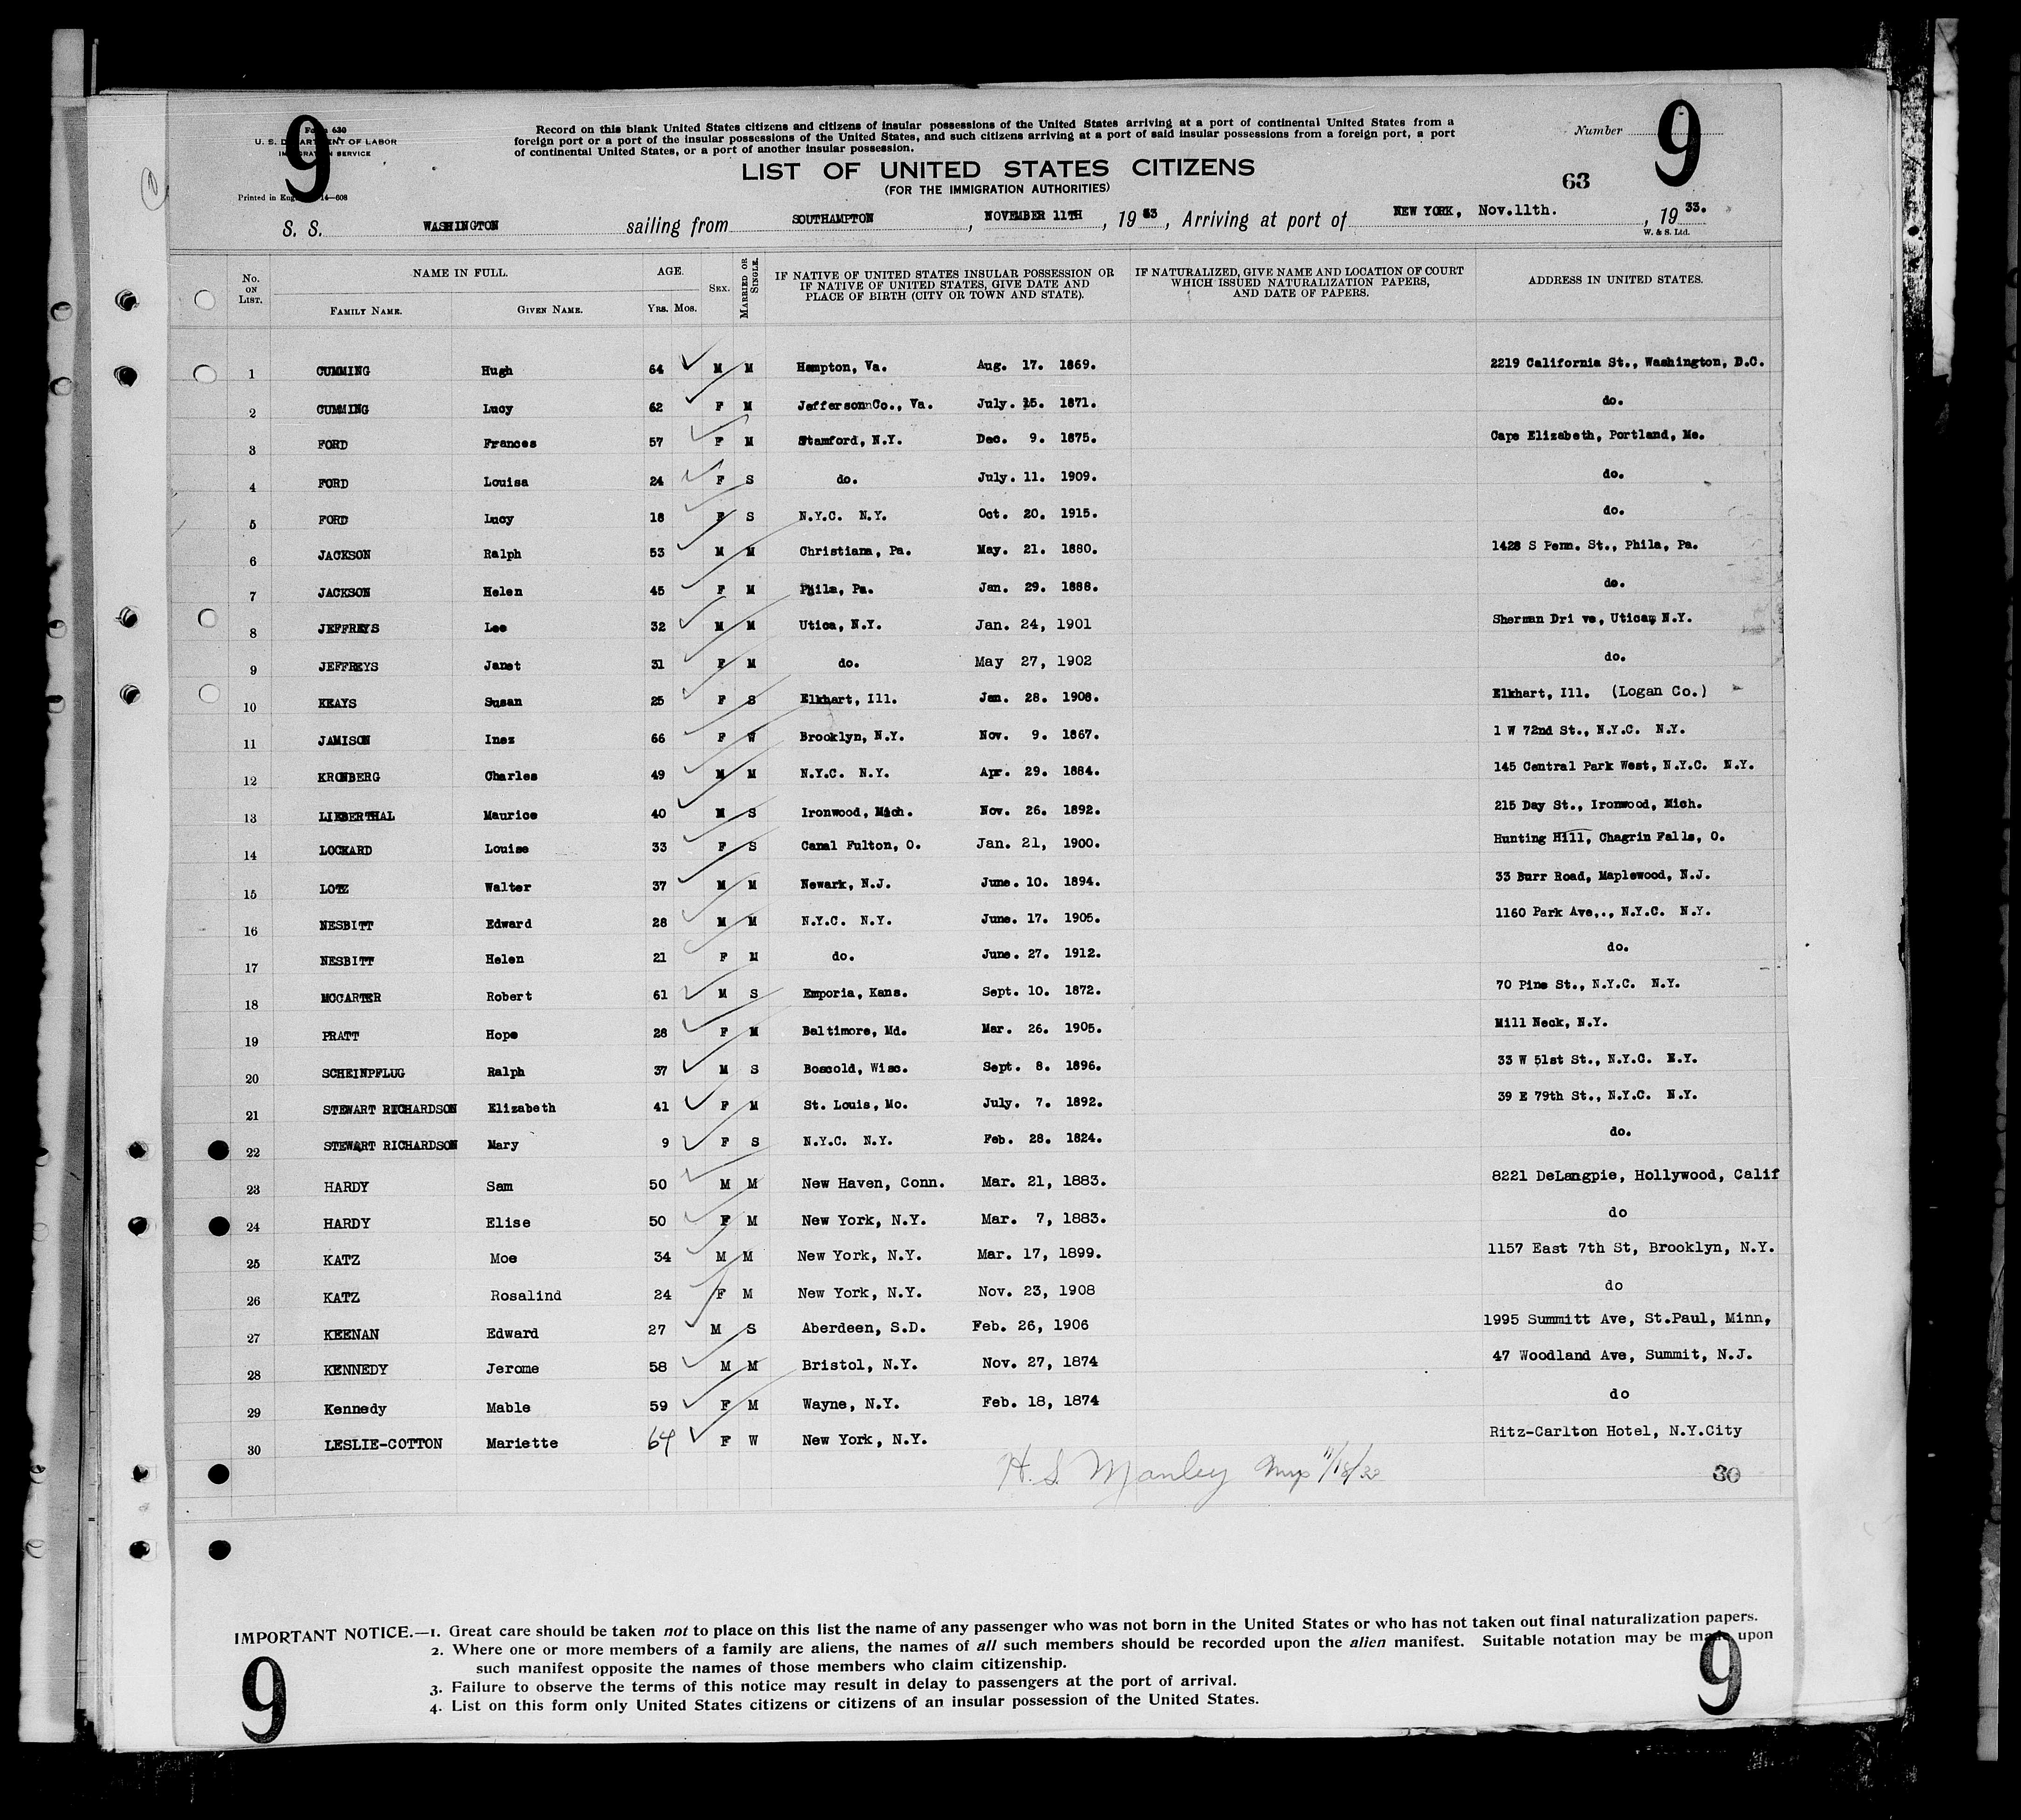 9
9
Form 630
U. S. DEPARTMENT OF LABOR
IMMIGRATION SERVICE
Printed in England 14—608
Record on this blank United States citizens and citizens of insular possessions of the United States arriving at a port of continental United States from a
foreign port or a port of the insular possessions of the United States, and such citizens arriving at a port of said insular possessions from a foreign port, a port
of continental United States, or a port of another insular possession.
Number
LIST OF UNITED STATES CITIZENS
(FOR THE IMMIGRATION AUTHORITIES)
63
S. S. WASHINGTON sailing from SOUTHAMPTON, NOVEMBER 11TH, 19 33, Arriving at port of NEW YORK, Nov.11th., 19 33.
W. & S. Ltd.
No. ON LIST. NAME IN FULL. FAMILY NAME. GIVEN NAME. AGE. YRS. MOS. SEX. MARRIED OR SINGLE. IF NATIVE OF UNITED STATES INSULAR POSSESSION OR IF NATIVE OF UNITED STATES, GIVE DATE AND PLACE OF BIRTH (CITY OR TOWN AND STATE). IF NATURALIZED, GIVE NAME AND LOCATION OF COURT WHICH ISSUED NATURALIZATION PAPERS, AND DATE OF PAPERS. ADDRESS IN UNITED STATES.
1 CUMMING Hugh 64 M M Hampton, Va. Aug. 17. 1869. 2219 California St., Washington, D.C.
2 CUMMING Lucy 62 F M JeffersonnCo., Va. July. 15. 1871. do.
3 FORD Frances 57 F M Stamford, N.Y. Dec. 9. 1875. Cape Elizabeth, Portland, Me.
4 FORD Louisa 24 F S do. July. 11. 1909. do.
5 FORD Lucy 18 F S N.Y.C. N.Y. Oct. 20. 1915. do.
6 JACKSON Ralph 53 M M Christiana, Pa. May. 21. 1880. 1428 S Penn. St., Phila, Pa.
7 JACKSON Helen 45 F M Phila, Pa. Jan. 29. 1888. do.
8 JEFFREYS Lee 32 M M Utica, N.Y. Jan. 24, 1901 Sherman Dri ve, Utica, N.Y.
9 JEFFREYS Janet 31 F M do. May 27, 1902 do.
10 KEAYS Susan 25 F S Elkhart, Ill. Jan. 28. 1908. Elkhart, Ill. (Logan Co.)
11 JAMISON Inez 66 F W Brooklyn, N.Y. Nov. 9. 1867. 1 W 72nd St., N.Y.C. N.Y.
12 KRONBERG Charles 49 M M N.Y.C. N.Y. Apr. 29. 1884. 145 Central Park West, N.Y.C. N.Y.
13 LIEBERTHAL Maurice 40 M S Ironwood, Mich. Nov. 26. 1892. 215 Day St., Ironwood, Mich.
14 LOCKARD Louise 33 F S Canal Fulton, O. Jan. 21, 1900. Hunting Hill, Chagrin Falls, O.
15 LOTZ Walter 37 M M Newark, N.J. June. 10. 1894. 33 Burr Road, Maplewood, N.J.
16 NESBITT Edward 28 M M N.Y.C. N.Y. June. 17. 1905. 1160 Park Ave,., N.Y.C. N.Y.
17 NESBITT Helen 21 F M do. June. 27. 1912. do.
18 MCCARTER Robert 61 M S Emporia, Kans. Sept. 10. 1872. 70 Pine St., N.Y.C. N.Y.
19 PRATT Hope 28 F M Baltimore, Md. Mar. 26. 1905. Mill Neck, N.Y.
20 SCHEINPFLUG Ralph 37 M S Boscold, Wisc. Sept. 8. 1896. 33 W 51st St., N.Y.C. N.Y.
21 STEWART RICHARDSON Elizabeth 41 F M St. Louis, Mo. July. 7. 1892. 39 E 79th St., N.Y.C. N.Y.
22 STEWART RICHARDSON Mary 9 F S N.Y.C. N.Y. Feb. 28. 1824. do.
23 HARDY Sam 50 M M New Haven, Conn. Mar. 21, 1883. 8221 DeLangpie, Hollywood, Calif
24 HARDY Elise 50 F M New York, N.Y. Mar. 7, 1883. do
25 KATZ Moe 34 M M New York, N.Y. Mar. 17, 1899. 1157 East 7th St, Brooklyn, N.Y.
26 KATZ Rosalind 24 F M New York, N.Y. Nov. 23, 1908 do
27 KEENAN Edward 27 M S Aberdeen, S.D. Feb. 26, 1906 1995 Summitt Ave, St.Paul, Minn,
28 KENNEDY Jerome 58 M M Bristol, N.Y. Nov. 27, 1874 47 Woodland Ave, Summit, N.J.
29 Kennedy Mable 59 F M Wayne, N.Y. Feb. 18, 1874 do
30 LESLIE-COTTON Mariette 64 F W New York, N.Y. Ritz-Carlton Hotel, N.Y.City
H. S. Manley
30
IMPORTANT NOTICE.—1. Great care should be taken not to place on this list the name of any passenger who was not born in the United States or who has not taken out final naturalization papers.
2. Where one or more members of a family are aliens, the names of all such members should be recorded upon the alien manifest. Suitable notation may be made upon
such manifest opposite the names of those members who claim citizenship.
3. Failure to observe the terms of this notice may result in delay to passengers at the port of arrival.
4. List on this form only United States citizens or citizens of an insular possession of the United States.
9
9